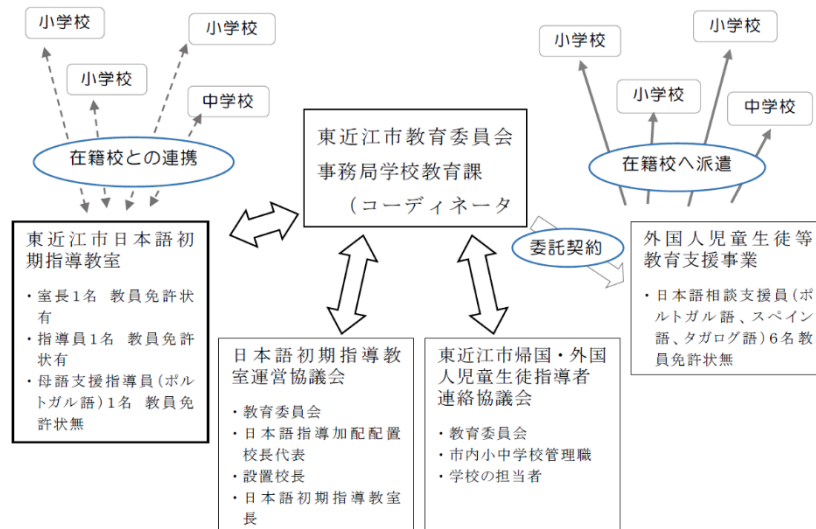 小学校
小学校
小学校
中学校
在籍校との連携
小学校
小学校
小学校
中学校
在籍校へ派遣
東近江市教育委員会
事務局学校教育課
(コーディネータ
委託契約
東近江市日本語初
期指導教室
・室長1名 教員免許状
有
・指導員1名 教員免許
状有
・母語支援指導員(ポル
トガル語)1名 教員免
許状無
日本語初期指導教
室運営協議会
・教育委員会
・日本語指導加配配置
校長代表
・設置校長
・日本語初期指導教室
長
東近江市帰国・外国
人児童生徒指導者
連絡協議会
・教育委員会
・市内小中学校管理職
・学校の担当者
外国人児童生徒等
教育支援事業
・日本語相談支援員(ポ
ルトガル語、スペイン
語、タガログ語)6名教
員免許状無